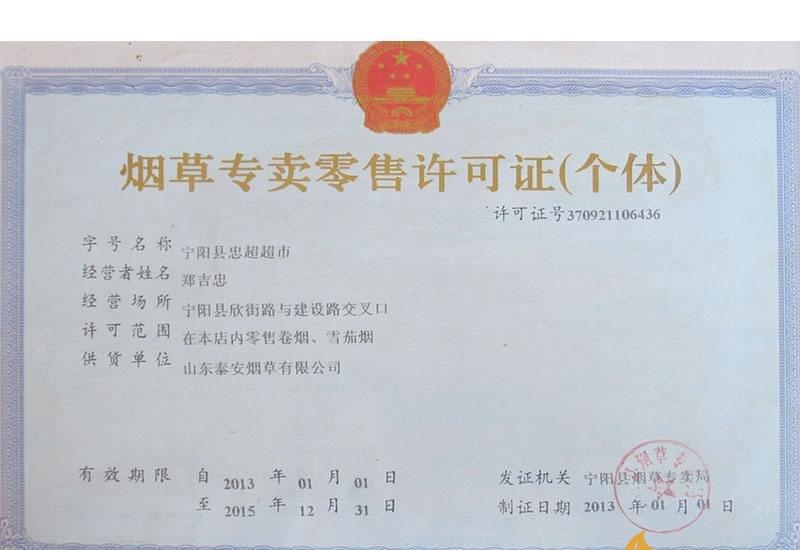 烟草专卖零售许可证(个体)
许可证号370921106436
字号名称 宁阳县忠超超市
经营者姓名 郑吉忠
经营场所 宁阳县欣街路与建设路交叉口
许可范围 在本店内零售卷烟、雪茄烟
供货单位 山东泰安烟草有限公司
有效期限 自 2013 年 01 月 01 日
至 2015 年 12 月 31 日
发证机关 宁阳县烟草专卖局
制证日期 2013 年 01 月 01 日